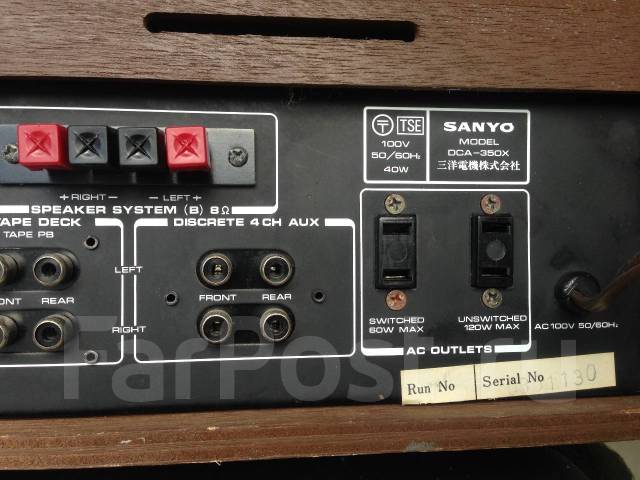 〒 TSE
100V
50/60Hz
40W
SANYO
MODEL
DCA-350X
三洋電機株式会社
+ RIGHT − − LEFT +
SPEAKER SYSTEM (B) 8Ω
TAPE DECK
TAPE PB
REAR
LEFT
RIGHT
REAR
DISCRETE 4CH AUX
FRONT REAR
FRONT REAR
SWITCHED
60W MAX
UNSWITCHED
120W MAX
AC OUTLETS
AC100V 50/60Hz
FarPost.ru
Run No
Serial No